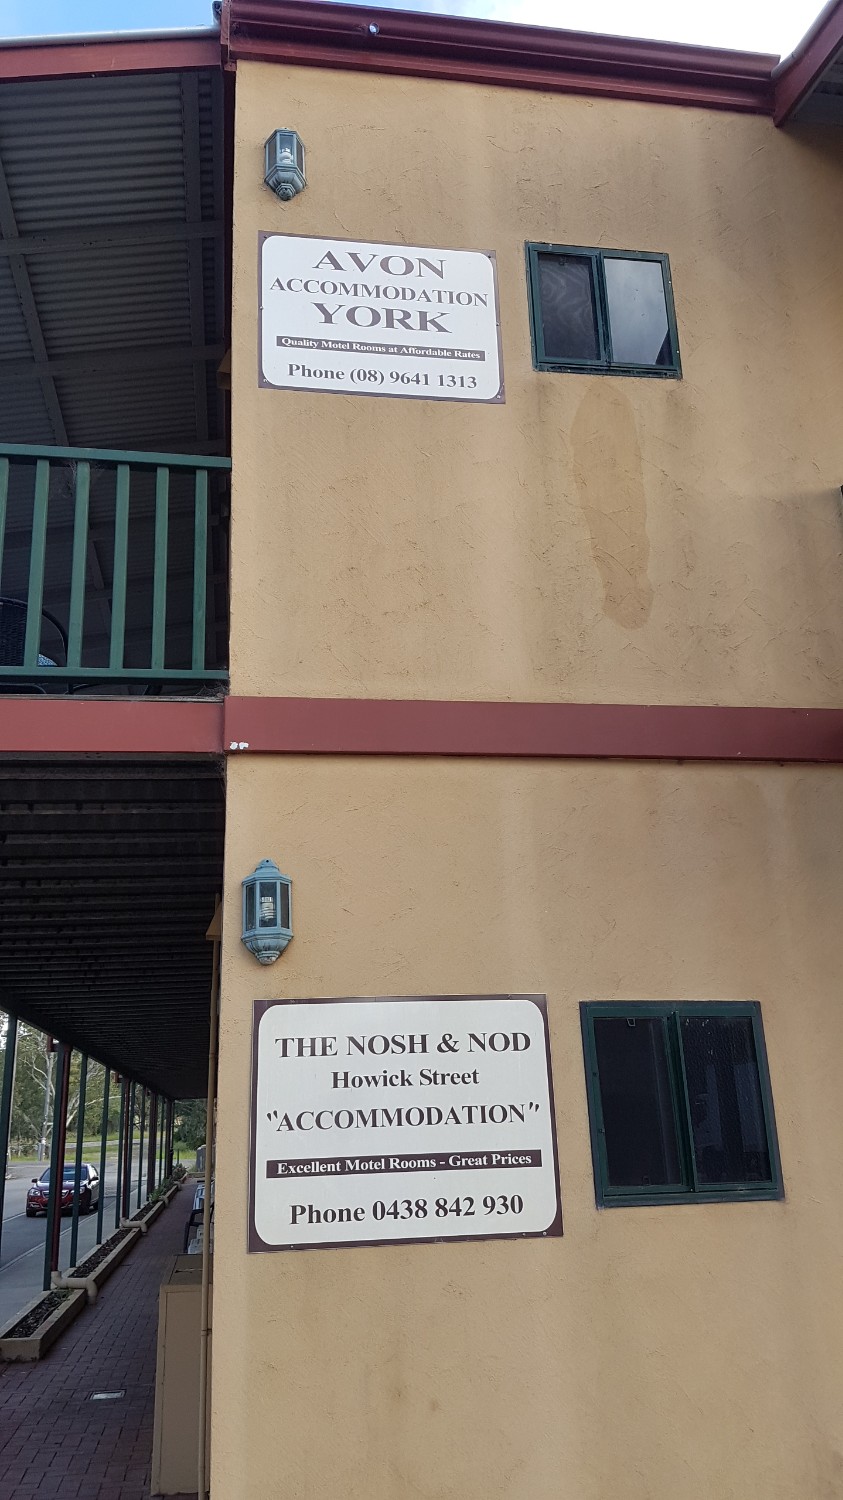 AVON
ACCOMMODATION
YORK
Quality Motel Rooms at Affordable Rates
Phone (08) 9641 1313
THE NOSH & NOD
Howick Street
"ACCOMMODATION"
Excellent Motel Rooms - Great Prices
Phone 0438 842 930